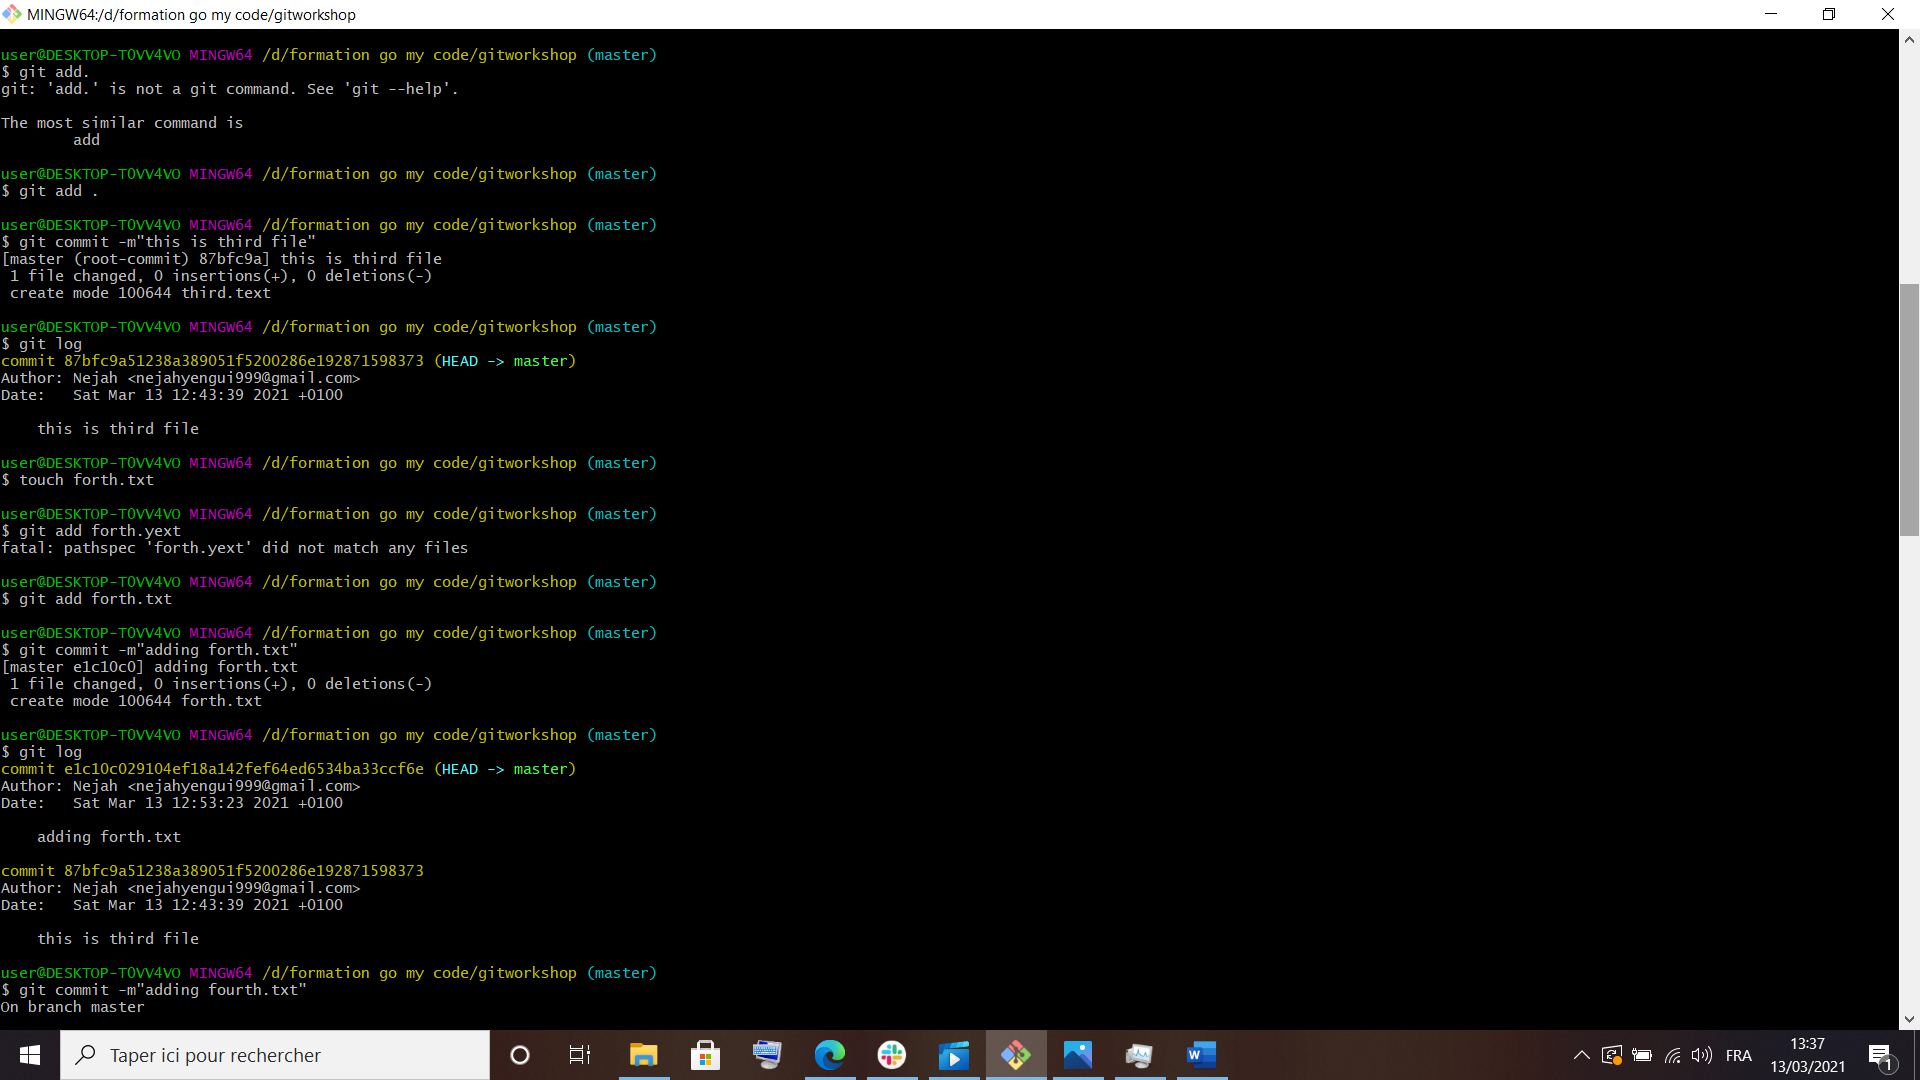 MINGW64:/d/formation go my code/gitworkshop
user@DESKTOP-T0VV4VO MINGW64 /d/formation go my code/gitworkshop (master)
$ git add.
git: 'add.' is not a git command. See 'git --help'.
The most similar command is
add
user@DESKTOP-T0VV4VO MINGW64 /d/formation go my code/gitworkshop (master)
$ git add .
user@DESKTOP-T0VV4VO MINGW64 /d/formation go my code/gitworkshop (master)
$ git commit -m"this is third file"
[master (root-commit) 87bfc9a] this is third file
1 file changed, 0 insertions(+), 0 deletions(-)
create mode 100644 third.text
user@DESKTOP-T0VV4VO MINGW64 /d/formation go my code/gitworkshop (master)
$ git log
commit 87bfc9a51238a389051f5200286e192871598373 (HEAD -> master)
Author: Nejah <nejahyengui999@gmail.com>
Date:   Sat Mar 13 12:43:39 2021 +0100
this is third file
user@DESKTOP-T0VV4VO MINGW64 /d/formation go my code/gitworkshop (master)
$ touch forth.txt
user@DESKTOP-T0VV4VO MINGW64 /d/formation go my code/gitworkshop (master)
$ git add forth.yext
fatal: pathspec 'forth.yext' did not match any files
user@DESKTOP-T0VV4VO MINGW64 /d/formation go my code/gitworkshop (master)
$ git add forth.txt
user@DESKTOP-T0VV4VO MINGW64 /d/formation go my code/gitworkshop (master)
$ git commit -m"adding forth.txt"
[master e1c10c0] adding forth.txt
1 file changed, 0 insertions(+), 0 deletions(-)
create mode 100644 forth.txt
user@DESKTOP-T0VV4VO MINGW64 /d/formation go my code/gitworkshop (master)
$ git log
commit e1c10c029104ef18a142fef64ed6534ba33ccf6e (HEAD -> master)
Author: Nejah <nejahyengui999@gmail.com>
Date:   Sat Mar 13 12:53:23 2021 +0100
adding forth.txt
commit 87bfc9a51238a389051f5200286e192871598373
Author: Nejah <nejahyengui999@gmail.com>
Date:   Sat Mar 13 12:43:39 2021 +0100
this is third file
user@DESKTOP-T0VV4VO MINGW64 /d/formation go my code/gitworkshop (master)
$ git commit -m"adding fourth.txt"
On branch master
Taper ici pour rechercher
FRA
13:37
13/03/2021
1